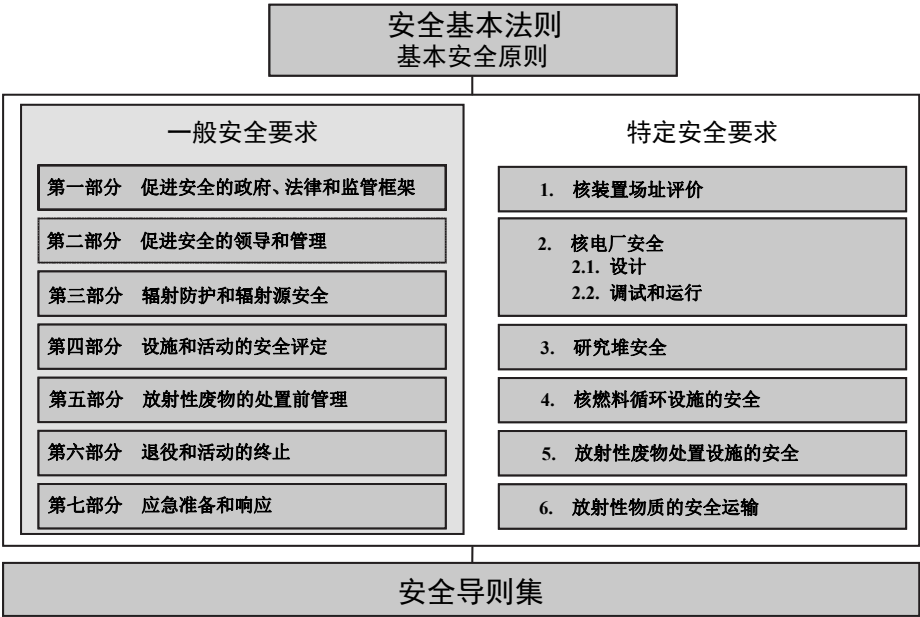 安全基本法则
基本安全原则
一般安全要求
第一部分 促进安全的政府、法律和监管框架
第二部分 促进安全的领导和管理
第三部分 辐射防护和辐射源安全
第四部分 设施和活动的安全评定
第五部分 放射性废物的处置前管理
第六部分 退役和活动的终止
第七部分 应急准备和响应
特定安全要求
1. 核装置场址评价
2. 核电厂安全
2.1. 设计
2.2. 调试和运行
3. 研究堆安全
4. 核燃料循环设施的安全
5. 放射性废物处置设施的安全
6. 放射性物质的安全运输
安全导则集